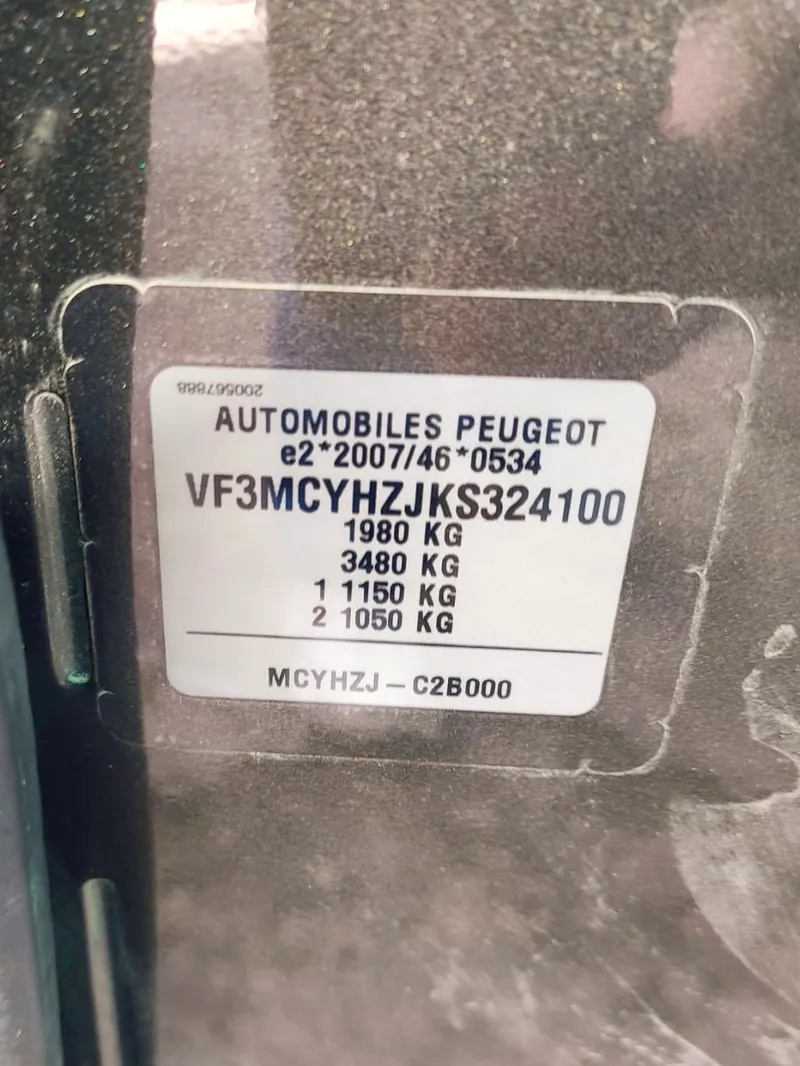 200567888
AUTOMOBILES PEUGEOT
e2*2007/46*0534
VF3MCYHZJKS324100
1980 KG
3480 KG
1 1150 KG
2 1050 KG
MCYHZJ – C2B000